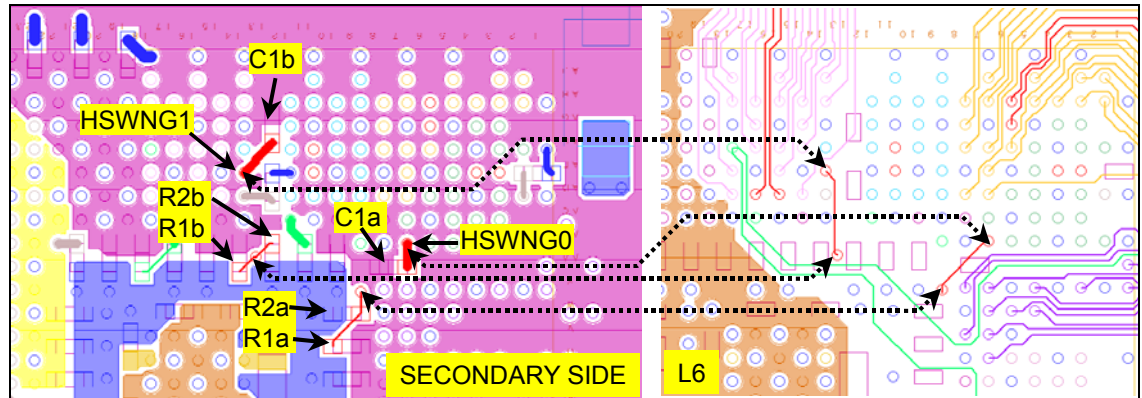 C1b
HSWNG1
R2b
R1b
C1a
HSWNG0
R2a
R1a
SECONDARY SIDE
L6